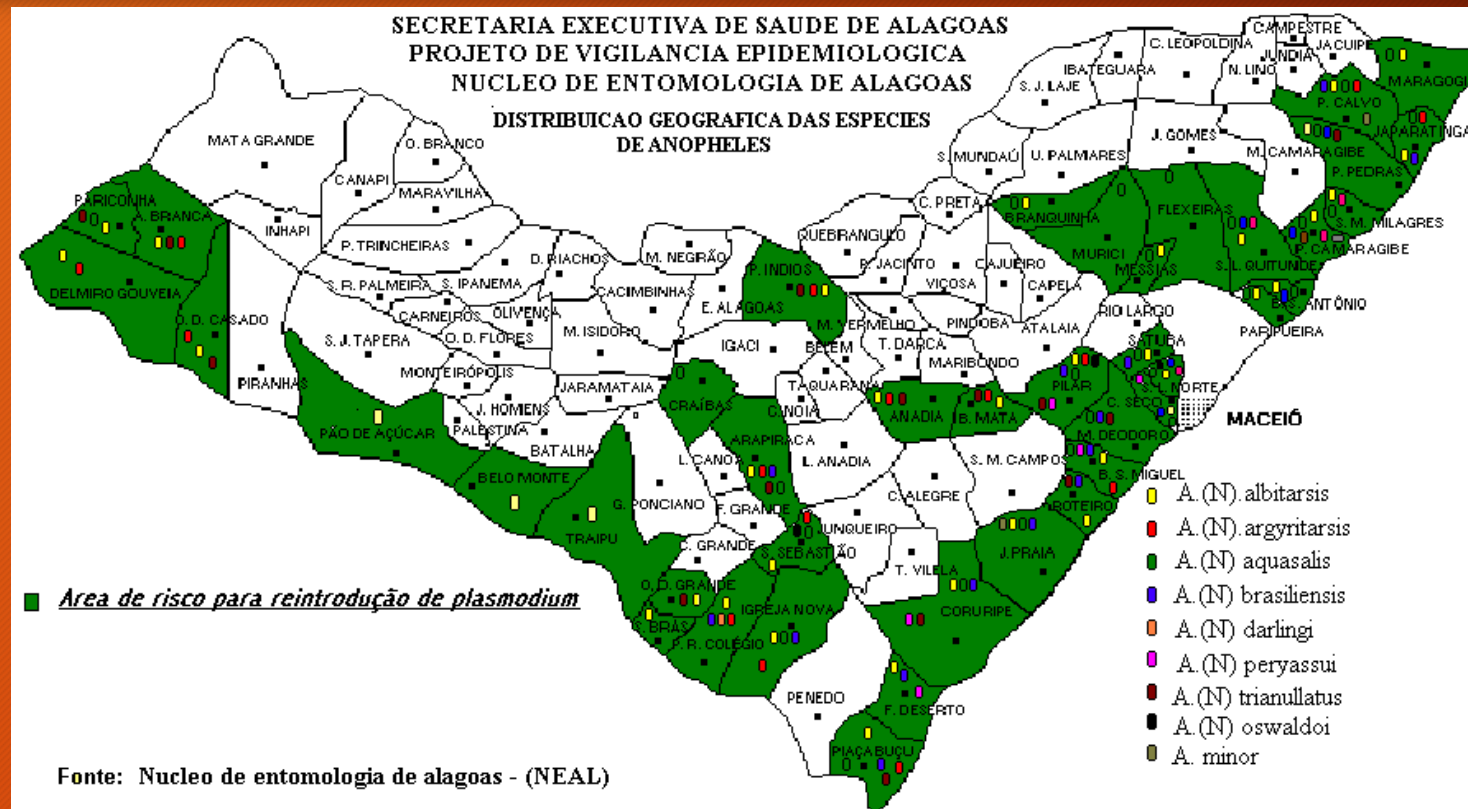 SECRETARIA EXECUTIVA DE SAUDE DE ALAGOAS
PROJETO DE VIGILANCIA EPIDEMIOLOGICA
NUCLEO DE ENTOMOLOGIA DE ALAGOAS
DISTRIBUICAO GEOGRAFICA DAS ESPECIES
DE ANOPHELES
CAMPESTRE
C. LEOPOLDINA
JUNDIA
JACUIPE
IBATEGUARA
N. LINO
S. J. LAJE
MARAGOGI
P. CALVO
JAPARATINGA
MATA GRANDE
O. BRANCO
J. GOMES
S. MUNDAÚ
U. PALMARES
M. CAMARAGIBE
P. PEDRAS
CANAPI
MARAVILHA
PARICONHA
A. BRANCA
C. PRETA
BRANQUINHA
FLEXEIRAS
S. M. MILAGRES
INHAPI
P. TRINCHEIRAS
QUEBRANGULO
P. CAMARAGIBE
M. NEGRÃO
D. RIACHOS
P. INDIOS
P. JACINTO
CAJUEIRO
MURICI
MESSIAS
S. L. QUITUNDE
DELMIRO GOUVEIA
S. R. PALMEIRA
S. IPANEMA
CACIMBINHAS
VIÇOSA
CAPELA
B. S. ANTÔNIO
CARNEIROS
OLIVENÇA
E. ALAGOAS
RIO LARGO
O. D. CASADO
M. VERMELHO
PINDOBA
ATALAIA
PARIPUEIRA
S. J. TAPERA
O. D. FLORES
M. ISIDORO
IGACI
BELEM
T. DARCA
MARIBONDO
SATUBA
PIRANHAS
MONTEIRÓPOLIS
JARAMATAIA
TAQUARANA
PILAR
S. L. NORTE
CRAÍBAS
C. NOIA
ANADIA
B. MATA
C. SECO
J. HOMENS
MACEIÓ
PÃO DE AÇÚCAR
PALESTINA
BATALHA
ARAPIRACA
M. DEODORO
L. CANOA
L. ANADIA
S. M. CAMPOS
B. S. MIGUEL
BELO MONTE
C. ALEGRE
ROTEIRO
G. PONCIANO
F. GRANDE
JUNQUEIRO
TRAIPU
C. GRANDE
S. SEBASTIÃO
J. PRAIA
T. VILELA
O. D. GRANDE
IGREJA NOVA
CORURIPE
S. BRÁS
P. R. COLÉGIO
PENEDO
F. DESERTO
PIAÇABUÇU
A.(N).albitarsis
A.(N).argyritarsis
A.(N) aquasalis
A.(N) brasiliensis
A.(N) darlingi
A.(N) peryassui
A.(N) trianullatus
A.(N) oswaldoi
A. minor
Area de risco para reintrodução de plasmodium
Fonte: Nucleo de entomologia de alagoas - (NEAL)